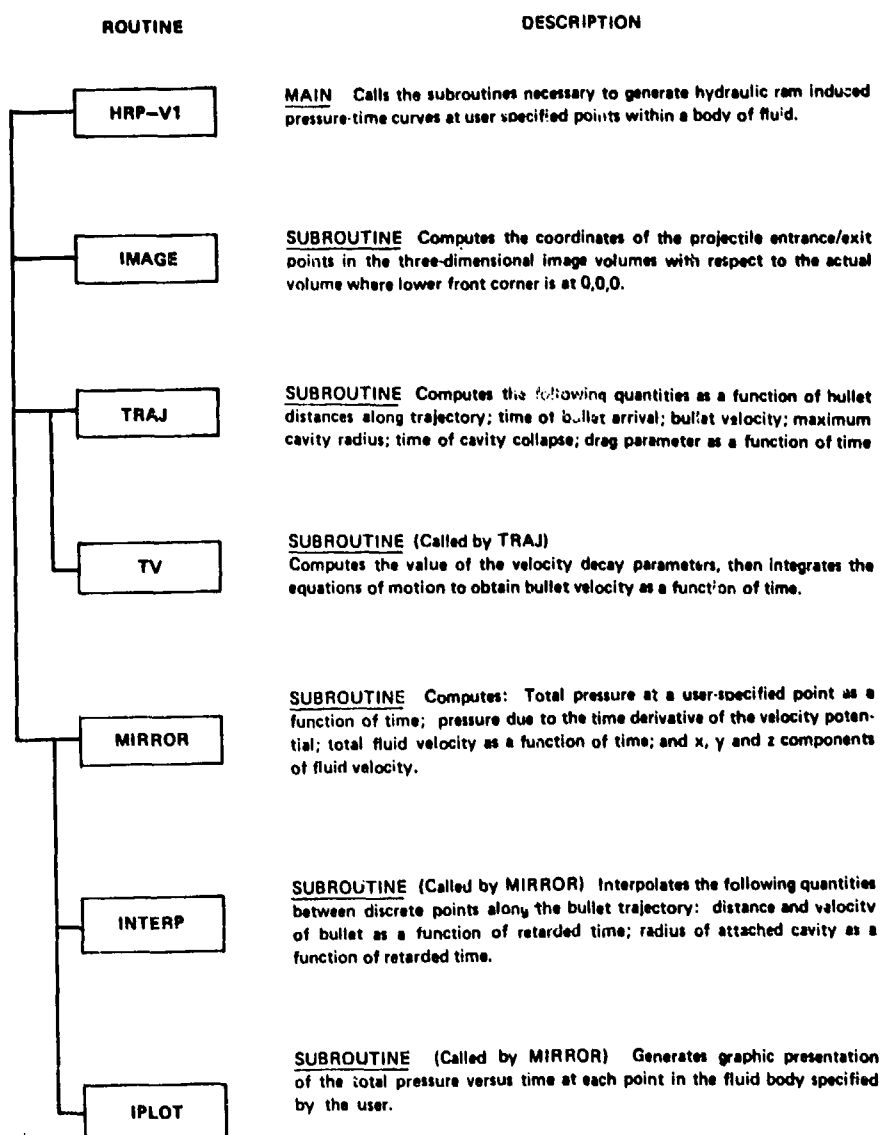 ROUTINE DESCRIPTION
HRP-V1
MAIN Calls the subroutines necessary to generate hydraulic ram induced
pressure-time curves at user specified points within a body of fluid.
IMAGE
SUBROUTINE Computes the coordinates of the projectile entrance/exit
points in the three-dimensional image volumes with respect to the actual
volume where lower front corner is at 0,0,0.
TRAJ
SUBROUTINE Computes the following quantities as a function of bullet
distances along trajectory; time of bullet arrival; bullet velocity; maximum
cavity radius; time of cavity collapse; drag parameter as a function of time
TV
SUBROUTINE (Called by TRAJ)
Computes the value of the velocity decay parameters, then integrates the
equations of motion to obtain bullet velocity as a function of time.
MIRROR
SUBROUTINE Computes: Total pressure at a user-specified point as a
function of time; pressure due to the time derivative of the velocity poten-
tial; total fluid velocity as a function of time; and x, y and z components
of fluid velocity.
INTERP
SUBROUTINE (Called by MIRROR) Interpolates the following quantities
between discrete points along the bullet trajectory: distance and velocity
of bullet as a function of retarded time; radius of attached cavity as a
function of retarded time.
IPLOT
SUBROUTINE (Called by MIRROR) Generates graphic presentation
of the total pressure versus time at each point in the fluid body specified
by the user.